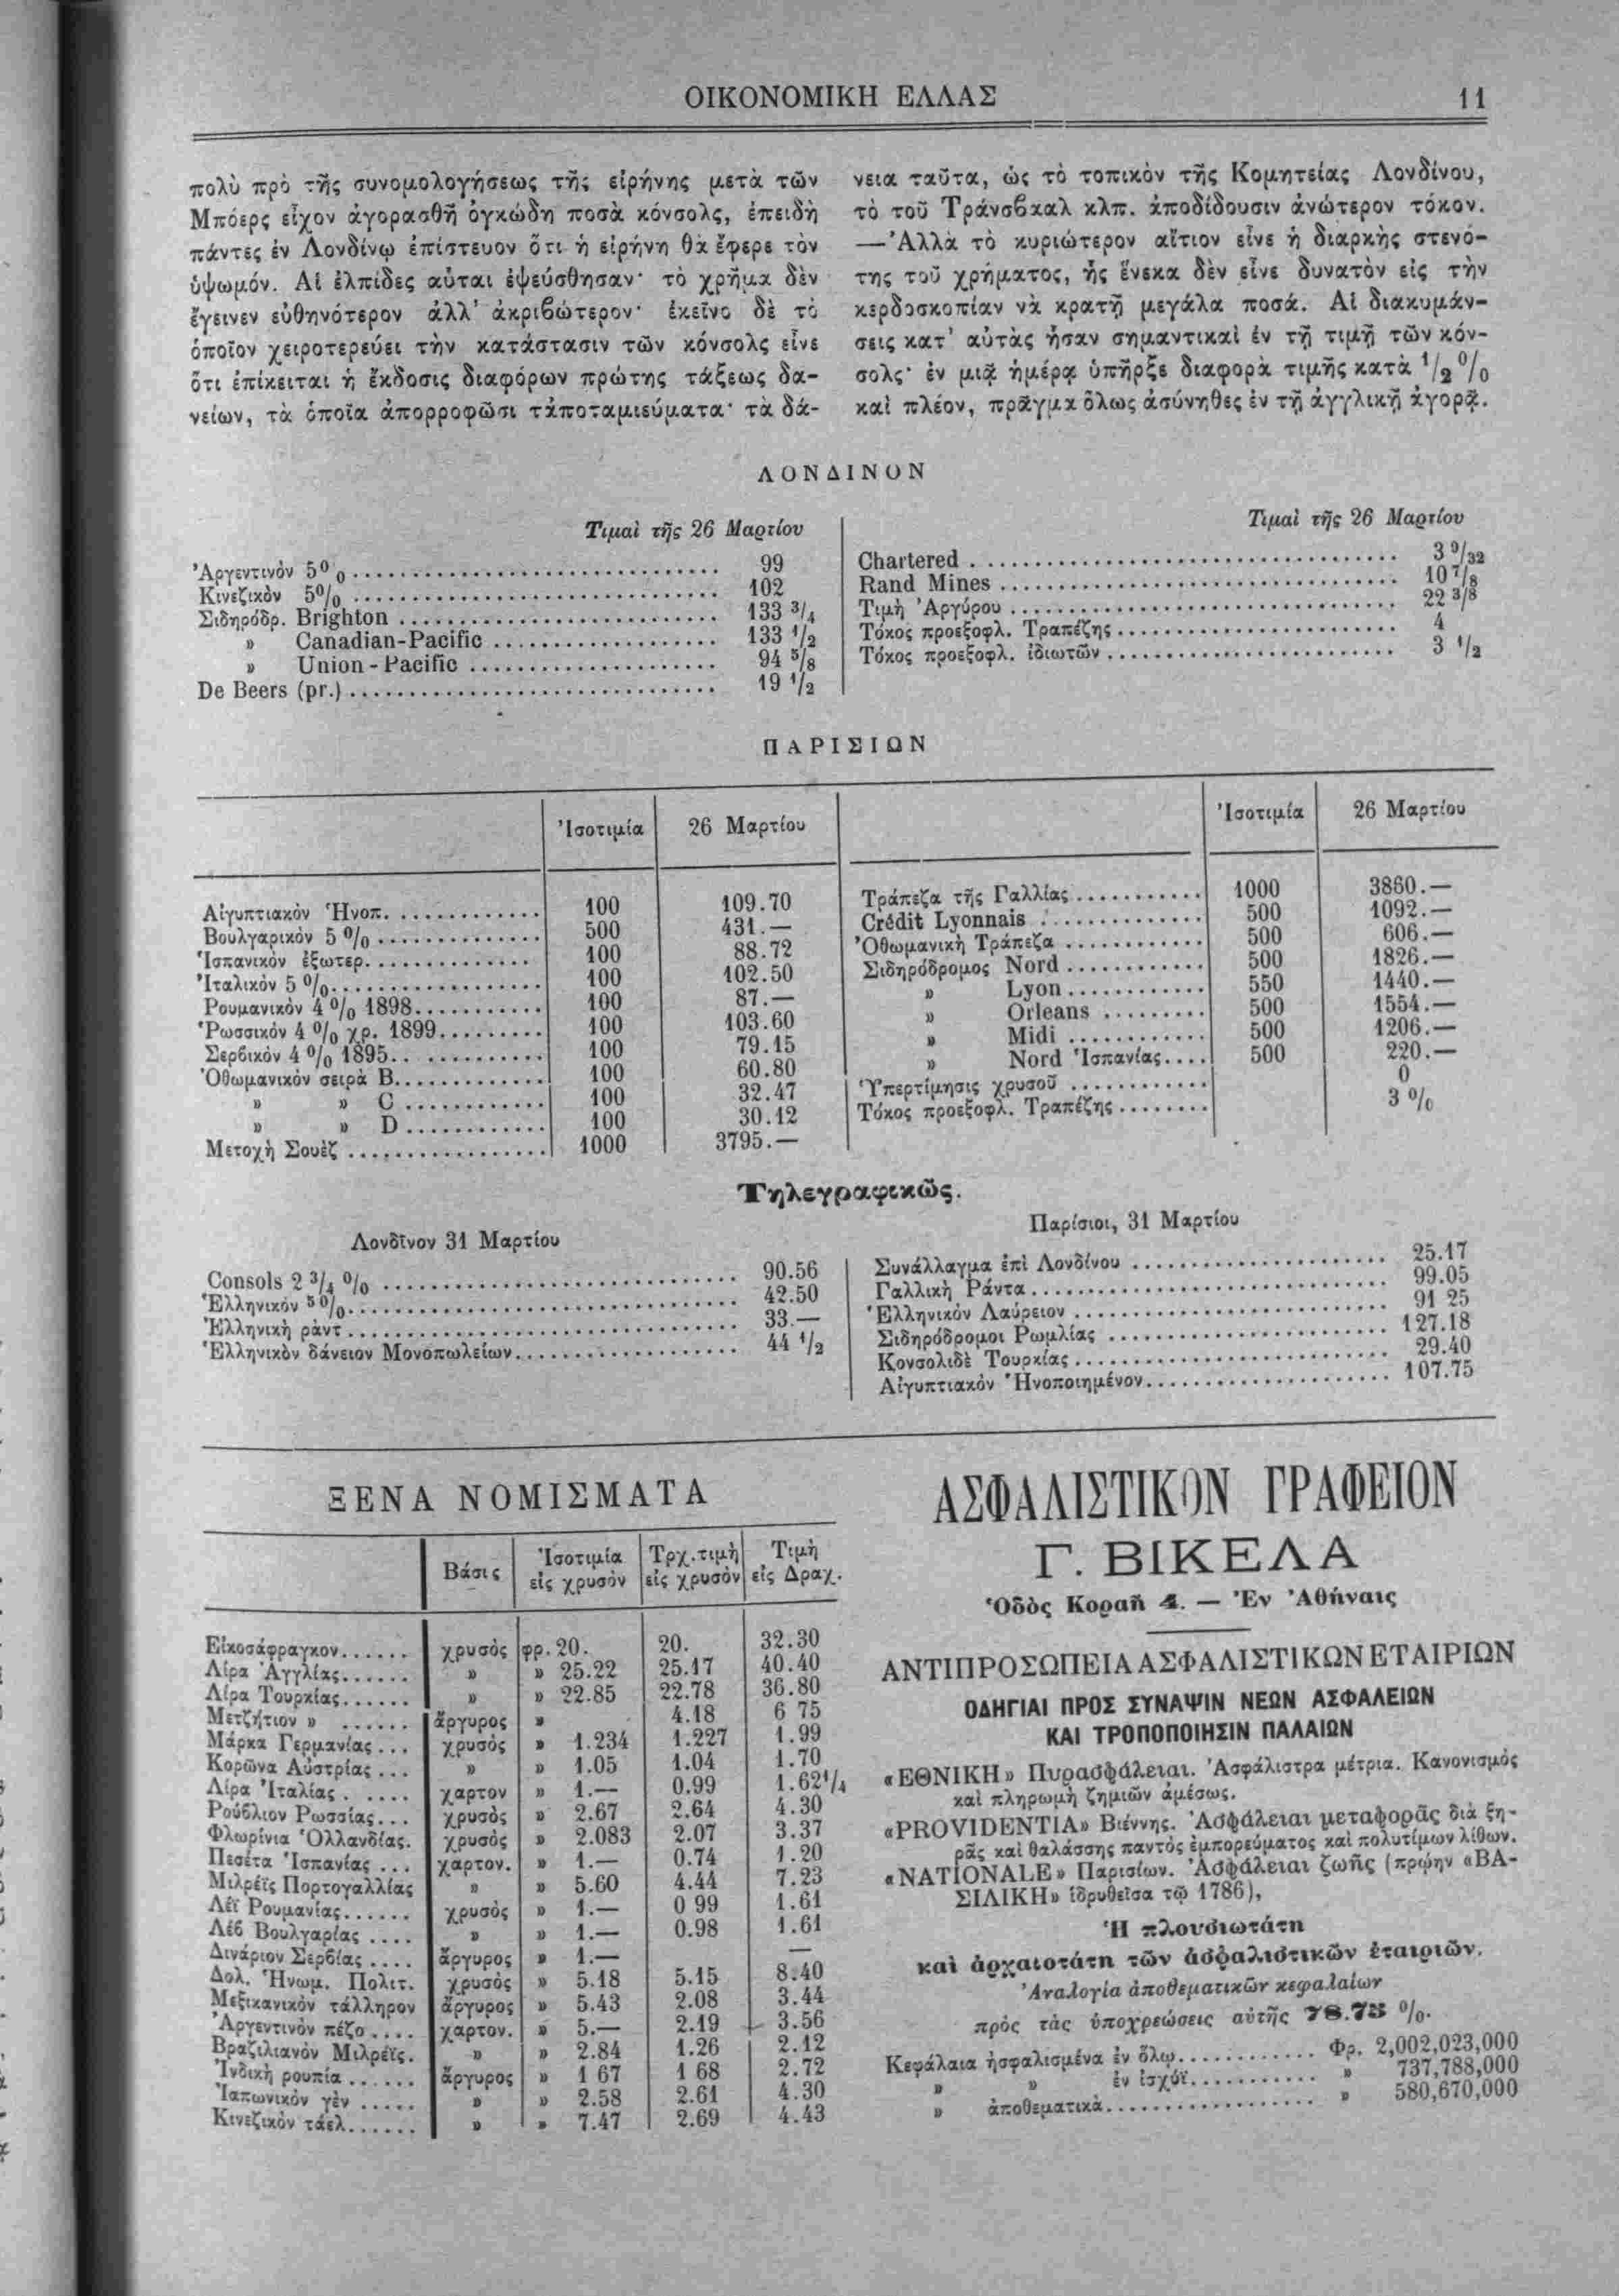 ΟΙΚΟΝΟΜΙΚΗ ΕΛΛΑΣ 11
πολὺ πρὸ τῆς συνομολογήσεως τῆς εἰρήνης μετὰ τῶν
Μπόερς εἶχον ἀγορασθῆ ὀγκώδη ποσὰ κόνσολς, ἐπειδὴ
πάντες ἐν Λονδίνῳ ἐπίστευον ὅτι ἡ εἰρήνη θὰ ἔφερε τὸν
ὑψωμόν. Αἱ ἐλπίδες αὗται ἐψεύσθησαν· τὸ χρῆμα δὲν
ἔγεινεν εὐθηνότερον ἀλλ' ἀκριβώτερον· ἐκεῖνο δὲ τὸ
ὁποῖον χειροτερεύει τὴν κατάστασιν τῶν κόνσολς εἶνε
ὅτι ἐπίκειται ἡ ἔκδοσις διαφόρων πρώτης τάξεως δα-
νείων, τὰ ὁποῖα ἀπορροφῶσι τἀποταμιεύματα· τὰ δά-
νεια ταῦτα, ὡς τὸ τοπικὸν τῆς Κομητείας Λονδίνου,
τὸ τοῦ Τράνσβααλ κλπ. ἀποδίδουσιν ἀνώτερον τόκον.
—Ἀλλὰ τὸ κυριώτερον αἴτιον εἶνε ἡ διαρκὴς στενό-
της τοῦ χρήματος, ἧς ἕνεκα δὲν εἶνε δυνατὸν εἰς τὴν
κερδοσκοπίαν νὰ κρατῇ μεγάλα ποσά. Αἱ διακυμάν-
σεις κατ' αὐτὰς ἦσαν σημαντικαὶ ἐν τῇ τιμῇ τῶν κόν-
σολς· ἐν μιᾷ ἡμέρᾳ ὑπῆρξε διαφορὰ τιμῆς κατὰ 1/2 0/0
καὶ πλέον, πρᾶγμα ὅλως ἀσύνηθες ἐν τῇ ἀγγλικῇ ἀγορᾷ.
ΛΟΝΔΙΝΟΝ
Τιμαὶ τῆς 26 Μαρτίου
Ἀργεντινὸν 5 0/0 99
Κινεζικὸν 5 0/0 102
Σιδηρόδρ. Brighton 133 3/4
» Canadian-Pacific 133 1/2
» Union-Pacific 94 5/8
De Beers (pr.) 19 1/2
Τιμαὶ τῆς 26 Μαρτίου
Chartered 3 9/32
Rand Mines 10 7/8
Τιμὴ Ἀργύρου 22 3/8
Τόκος προεξοφλ. Τραπέζης 4
Τόκος προεξοφλ. ἰδιωτῶν 3 1/2
ΠΑΡΙΣΙΩΝ
Ἰσοτιμία 26 Μαρτίου
Αἰγυπτιακὸν Ἡνοπ. 100 109.70
Βουλγαρικὸν 5 0/0 500 431.—
Ἱσπανικὸν ἐξωτερ. 100 88.72
Ἰταλικὸν 5 0/0 100 102.50
Ρουμανικὸν 4 0/0 1898 100 87.—
Ῥωσσικὸν 4 0/0 χρ. 1899 100 103.60
Σερβικὸν 4 0/0 1895 100 79.15
Ὀθωμανικὸν σειρὰ B 100 60.80
» » C 100 32.47
» » D 100 30.12
Μετοχὴ Σουὲζ 1000 3795.—
Ἰσοτιμία 26 Μαρτίου
Τράπεζα τῆς Γαλλίας 1000 3860.—
Crédit Lyonnais 500 1092.—
Ὀθωμανικὴ Τράπεζα 500 606.—
Σιδηρόδρομος Nord 500 1826.—
» Lyon 550 1440.—
» Orleans 500 1554.—
» Midi 500 1206.—
» Nord Ἱσπανίας 500 220.—
Ὑπερτίμησις χρυσοῦ 0
Τόκος προεξοφλ. Τραπέζης 3 0/0
Τηλεγραφικῶς.
Λονδῖνον 31 Μαρτίου
Consols 2 3/4 0/0 90.56
Ἑλληνικὸν 5 0/0 42.50
Ἑλληνικὴ ρὰντ 33.—
Ἑλληνικὸν δάνειον Μονοπωλείων 44 1/2
Παρίσιοι, 31 Μαρτίου
Συνάλλαγμα ἐπὶ Λονδίνου 25.17
Γαλλικὴ Ράντα 99.05
Ἑλληνικὸν Λαύρειον 91 25
Σιδηρόδρομοι Ρωμλίας 127.18
Κονσολιδὲ Τουρκίας 29.40
Αἰγυπτιακὸν Ἡνοποιημένον 107.75
ΞΕΝΑ ΝΟΜΙΣΜΑΤΑ
Βάσις Ἰσοτιμία εἰς χρυσόν Τρχ. τιμὴ εἰς χρυσὸν Τιμὴ εἰς Δραχ.
Εἰκοσάφραγκον χρυσὸς φρ. 20. 20. 32.30
Λίρα Ἀγγλίας » » 25.22 25.17 40.40
Λίρα Τουρκίας » » 22.85 22.78 36.80
Μετζήτιον » ἄργυρος » 4.18 6 75
Μάρκα Γερμανίας χρυσὸς » 1.234 1.227 1.99
Κορῶνα Αὐστρίας » » 1.05 1.04 1.70
Λίρα Ἰταλίας χαρτον » 1.— 0.99 1.62 1/4
Ρούβλιον Ρωσσίας χρυσὸς » 2.67 2.64 4.30
Φλωρίνια Ὁλλανδίας. χρυσὸς » 2.083 2.07 3.37
Πεσέτα Ἱσπανίας χαρτον. » 1.— 0.74 1.20
Μιλρέϊς Πορτογαλλίας » » 5.60 4.44 7.23
Λέϊ Ρουμανίας χρυσὸς » 1.— 0 99 1.61
Λὲβ Βουλγαρίας » » 1.— 0.98 1.61
Δινάριον Σερβίας ἄργυρος » 1.— —
Δολ. Ἡνωμ. Πολιτ. χρυσὸς » 5.18 5.15 8.40
Μεξικανικὸν τάλληρον ἄργυρος » 5.43 2.08 3.44
Ἀργεντινὸν πέζο χαρτον. » 5.— 2.19 3.56
Βραζιλιανὸν Μιλρέϊς. » » 2.84 1.26 2.12
Ἰνδικὴ ρουπία ἄργυρος » 1 67 1 68 2.72
Ἰαπωνικὸν γὲν » » 2.58 2.61 4.30
Κινεζικὸν τάελ » » 7.47 2.69 4.43
ΑΣΦΑΛΙΣΤΙΚΟΝ ΓΡΑΦΕΙΟΝ
Γ. ΒΙΚΕΛΑ
Ὁδὸς Κοραῆ 4. — Ἐν Ἀθήναις
ΑΝΤΙΠΡΟΣΩΠΕΙΑ ΑΣΦΑΛΙΣΤΙΚΩΝ ΕΤΑΙΡΙΩΝ
ΟΔΗΓΙΑΙ ΠΡΟΣ ΣΥΝΑΨΙΝ ΝΕΩΝ ΑΣΦΑΛΕΙΩΝ
ΚΑΙ ΤΡΟΠΟΠΟΙΗΣΙΝ ΠΑΛΑΙΩΝ
«ΕΘΝΙΚΗ» Πυρασφάλειαι. Ἀσφάλιστρα μέτρια. Κανονισμὸς
καὶ πληρωμὴ ζημιῶν ἀμέσως.
«PROVIDENTIA» Βιέννης. Ἀσφάλειαι μεταφορᾶς διὰ ξη-
ρᾶς καὶ θαλάσσης παντὸς ἐμπορεύματος καὶ πολυτίμων λίθων.
«NATIONALE» Παρισίων. Ἀσφάλειαι ζωῆς (πρῴην «ΒΑ-
ΣΙΛΙΚΗ» ἱδρυθεῖσα τῷ 1786),
Ἡ πλουσιωτάτη
καὶ ἀρχαιοτάτη τῶν ἀσφαλιστικῶν ἑταιριῶν.
Ἀναλογία ἀποθεματικῶν κεφαλαίων
πρὸς τὰς ὑποχρεώσεις αὐτῆς 78.75 0/0.
Κεφάλαια ἠσφαλισμένα ἐν ὅλῳ Φρ. 2,002,023,000
» » ἐν ἰσχύϊ » 737,788,000
» ἀποθεματικὰ » 580,670,000